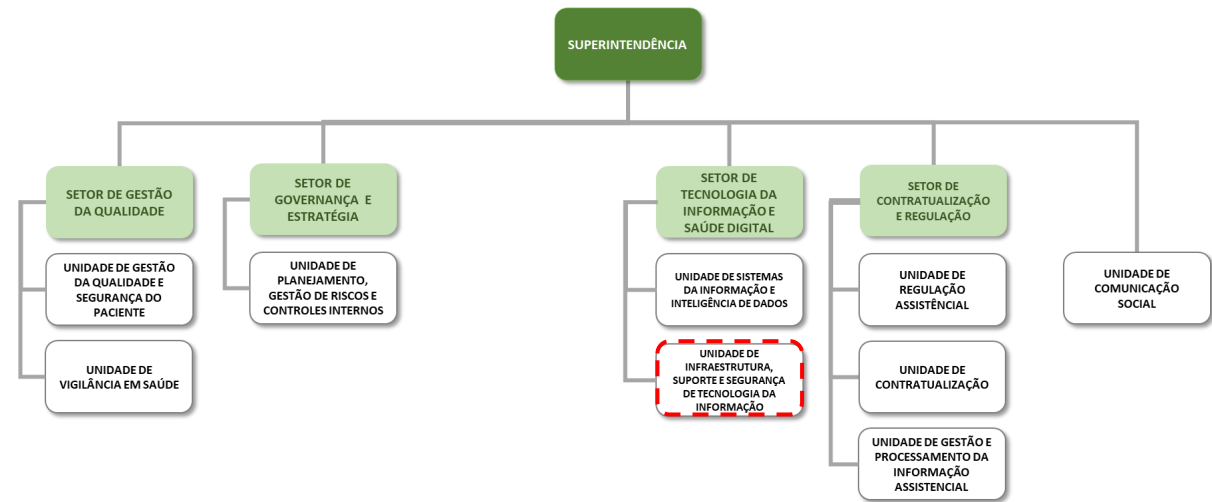 SUPERINTENDÊNCIA
SETOR DE GESTÃO
DA QUALIDADE
UNIDADE DE GESTÃO
DA QUALIDADE E
SEGURANÇA DO
PACIENTE
UNIDADE DE
VIGILÂNCIA EM SAÚDE
SETOR DE
GOVERNANÇA E
ESTRATÉGIA
UNIDADE DE
PLANEJAMENTO,
GESTÃO DE RISCOS E
CONTROLES INTERNOS
SETOR DE
TECNOLOGIA DA
INFORMAÇÃO E
SAÚDE DIGITAL
UNIDADE DE SISTEMAS
DA INFORMAÇÃO E
INTELIGÊNCIA DE DADOS
UNIDADE DE
INFRAESTRUTURA,
SUPORTE E SEGURANÇA
DE TECNOLOGIA DA
INFORMAÇÃO
SETOR DE
CONTRATUALIZAÇÃO
E REGULAÇÃO
UNIDADE DE
REGULAÇÃO
ASSISTÊNCIAL
UNIDADE DE
CONTRATUALIZAÇÃO
UNIDADE DE GESTÃO E
PROCESSAMENTO DA
INFORMAÇÃO
ASSISTENCIAL
UNIDADE DE
COMUNICAÇÃO
SOCIAL